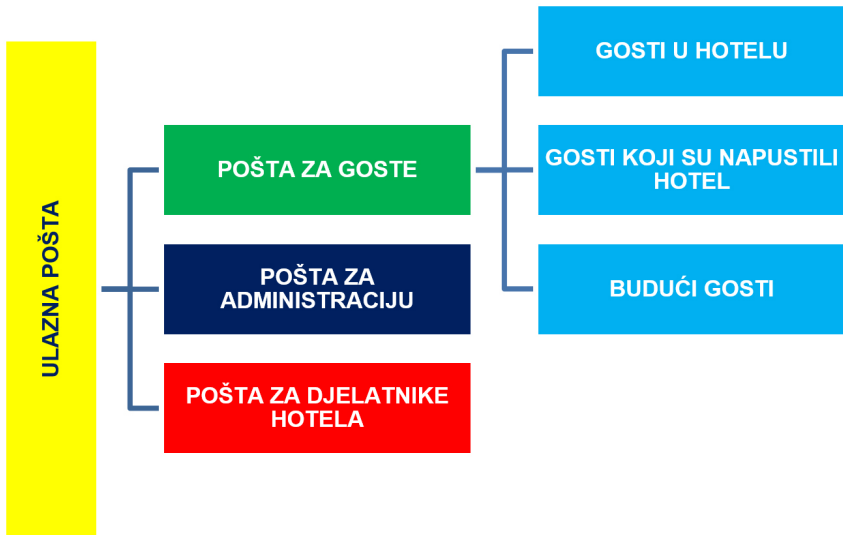 ULAZNA POŠTA
POŠTA ZA GOSTE
POŠTA ZA
ADMINISTRACIJU
POŠTA ZA DJELATNIKE
HOTELA
GOSTI U HOTELU
GOSTI KOJI SU NAPUSTILI
HOTEL
BUDUĆI GOSTI